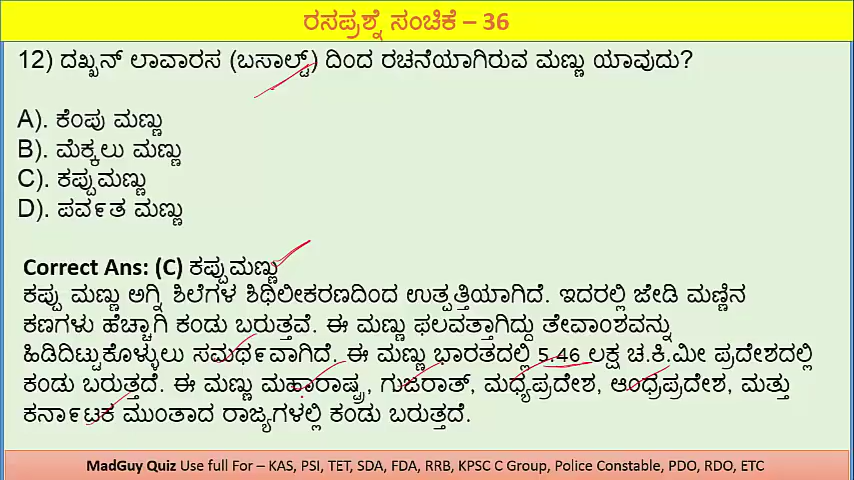 ರಸಪ್ರಶ್ನೆ ಸಂಚಿಕೆ – 36
12) ದಖ್ಖನ್ ಲಾವಾರಸ (ಬಸಾಲ್ಟ್) ದಿಂದ ರಚನೆಯಾಗಿರುವ ಮಣ್ಣು ಯಾವುದು?
A). ಕೆಂಪು ಮಣ್ಣು
B). ಮೆಕ್ಕಲು ಮಣ್ಣು
C). ಕಪ್ಪುಮಣ್ಣು
D). ಪವರ್ತ ಮಣ್ಣು
Correct Ans: (C) ಕಪ್ಪುಮಣ್ಣು
ಕಪ್ಪು ಮಣ್ಣು ಅಗ್ನಿ ಶಿಲೆಗಳ ಶಿಥಿಲೀಕರಣದಿಂದ ಉತ್ಪತ್ತಿಯಾಗಿದೆ. ಇದರಲ್ಲಿ ಜೇಡಿ ಮಣ್ಣಿನ
ಕಣಗಳು ಹೆಚ್ಚಾಗಿ ಕಂಡು ಬರುತ್ತವೆ. ಈ ಮಣ್ಣು ಫಲವತ್ತಾಗಿದ್ದು ತೇವಾಂಶವನ್ನು
ಹಿಡಿದಿಟ್ಟುಕೊಳ್ಳುಲು ಸಮರ್ಥವಾಗಿದೆ. ಈ ಮಣ್ಣು ಭಾರತದಲ್ಲಿ 5.46 ಲಕ್ಷ ಚ.ಕಿ.ಮೀ ಪ್ರದೇಶದಲ್ಲಿ
ಕಂಡು ಬರುತ್ತದೆ. ಈ ಮಣ್ಣು ಮಹಾರಾಷ್ಟ್ರ, ಗುಜರಾತ್, ಮಧ್ಯಪ್ರದೇಶ, ಆಂಧ್ರಪ್ರದೇಶ, ಮತ್ತು
ಕರ್ನಾಟಕ ಮುಂತಾದ ರಾಜ್ಯಗಳಲ್ಲಿ ಕಂಡು ಬರುತ್ತದೆ.
MadGuy Quiz Use full For – KAS, PSI, TET, SDA, FDA, RRB, KPSC C Group, Police Constable, PDO, RDO, ETC